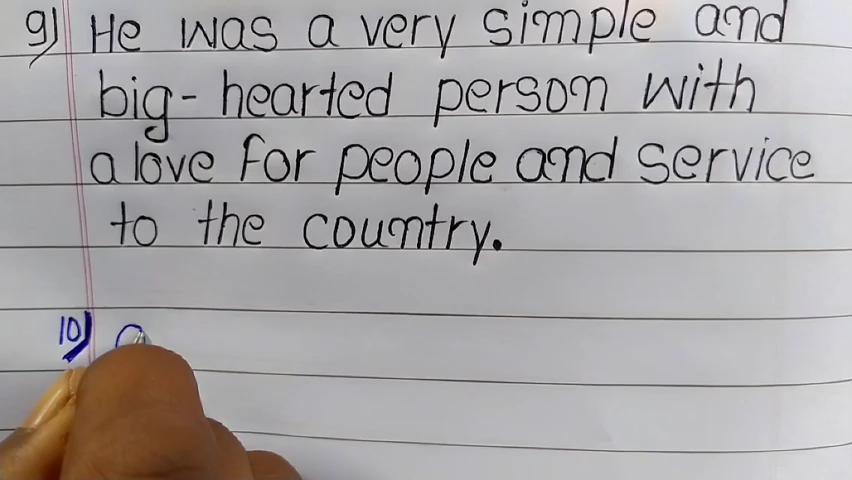 9) He was a very simple and
big-hearted person with
a love for people and service
to the country.
10)